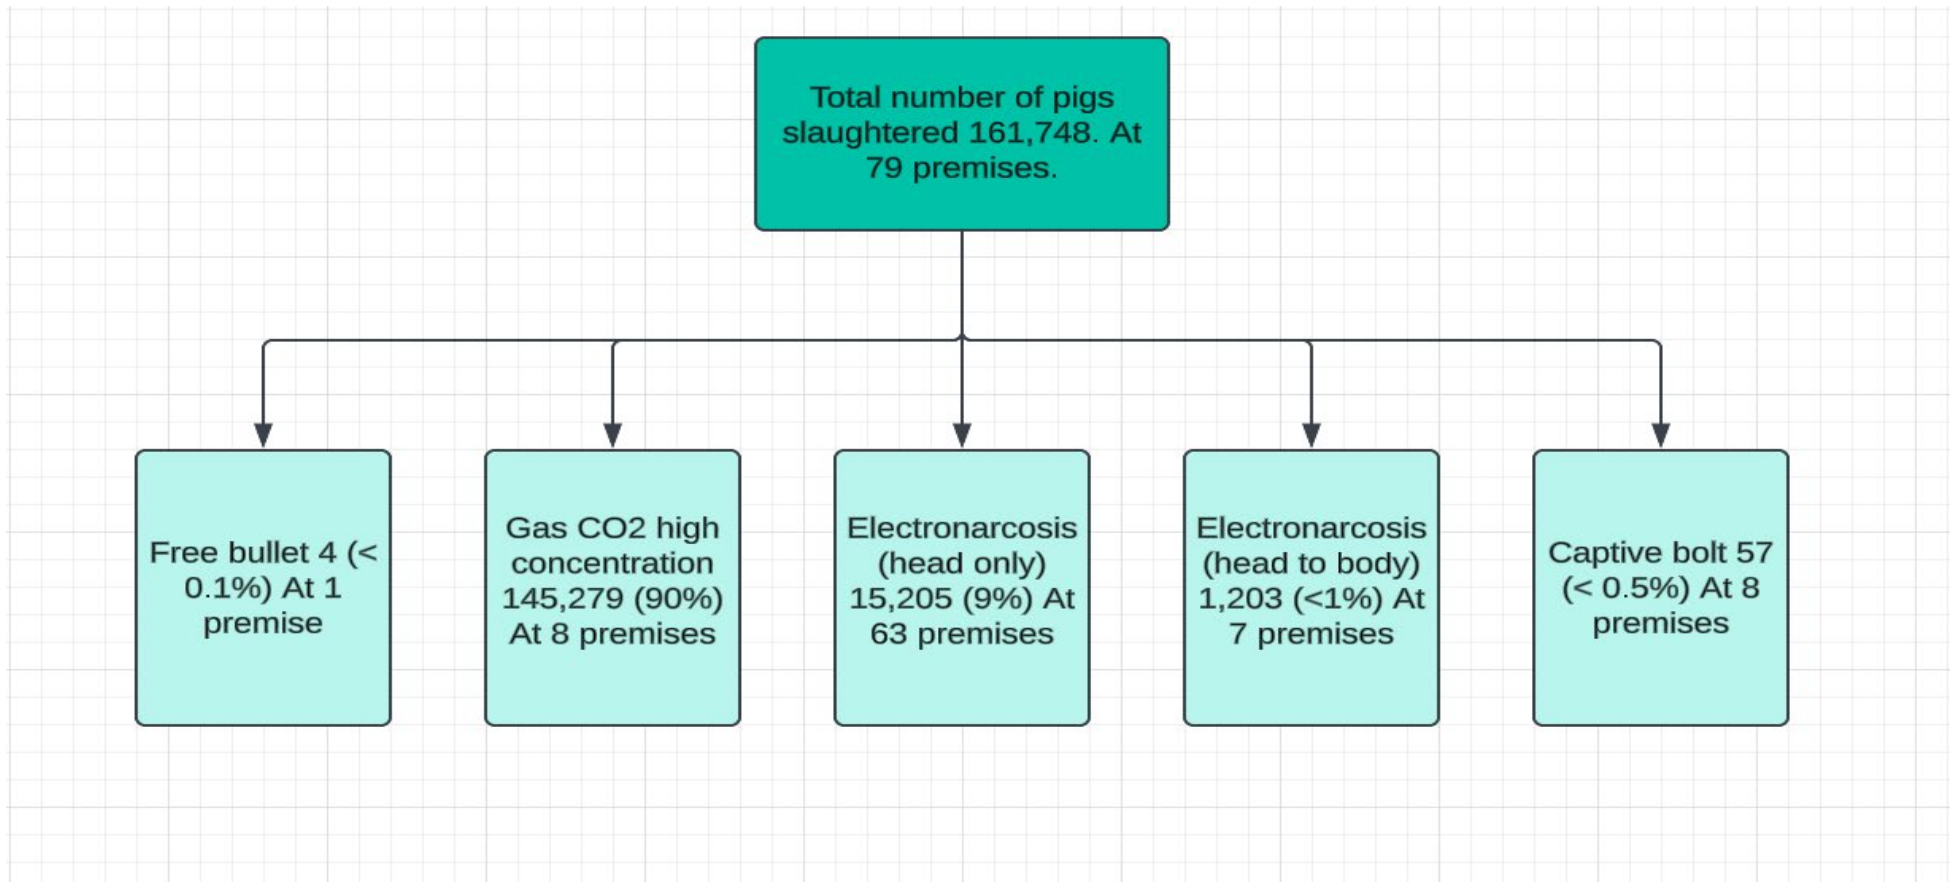 Total number of pigs
slaughtered 161,748. At
79 premises.
Free bullet 4 (<
0.1%) At 1
premise
Gas CO2 high
concentration
145,279 (90%)
At 8 premises
Electronarcosis
(head only)
15,205 (9%) At
63 premises
Electronarcosis
(head to body)
1,203 (<1%) At
7 premises
Captive bolt 57
(< 0.5%) At 8
premises